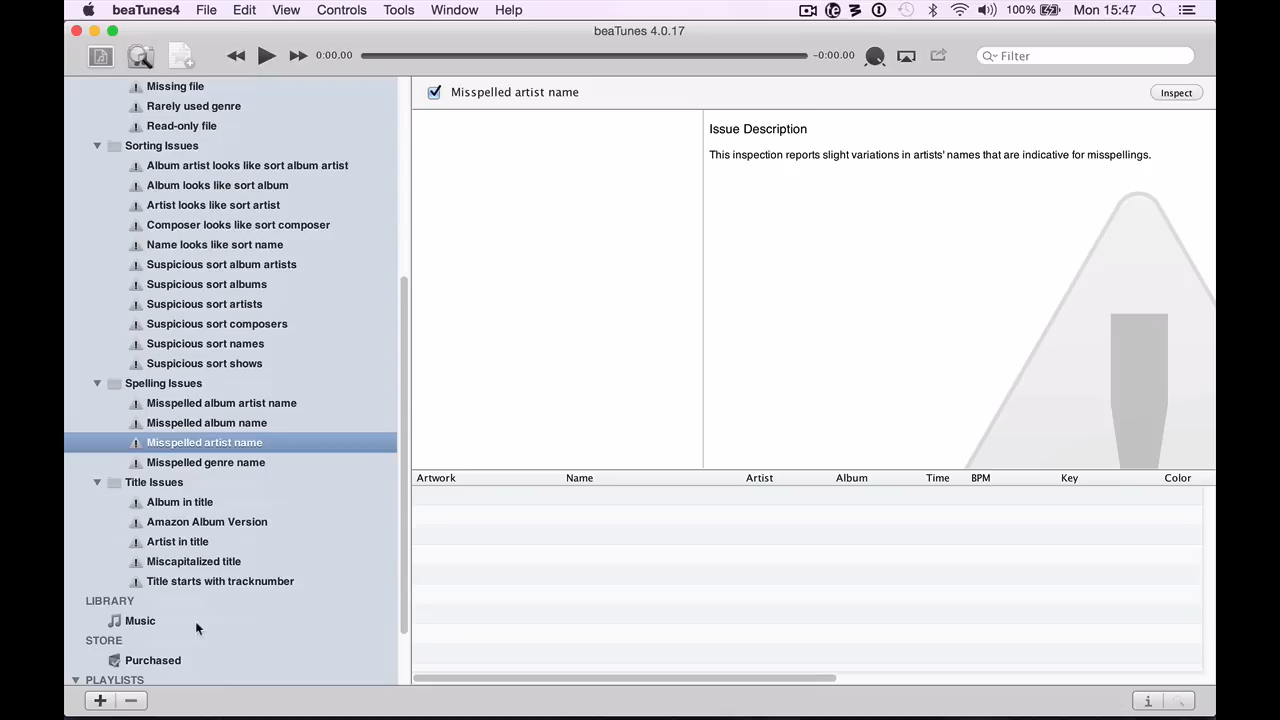 beaTunes4 File Edit View Controls Tools Window Help 100% Mon 15:47
beaTunes 4.0.17
0:00.00 -0:00.00 Filter
Missing file
Rarely used genre
Read-only file
Sorting Issues
Album artist looks like sort album artist
Album looks like sort album
Artist looks like sort artist
Composer looks like sort composer
Name looks like sort name
Suspicious sort album artists
Suspicious sort albums
Suspicious sort artists
Suspicious sort composers
Suspicious sort names
Suspicious sort shows
Spelling Issues
Misspelled album artist name
Misspelled album name
Misspelled artist name
Misspelled genre name
Title Issues
Album in title
Amazon Album Version
Artist in title
Miscapitalized title
Title starts with tracknumber
LIBRARY
Music
STORE
Purchased
PLAYLISTS
Misspelled artist name Inspect
Issue Description
This inspection reports slight variations in artists' names that are indicative for misspellings.
Artwork Name Artist Album Time BPM Key Color